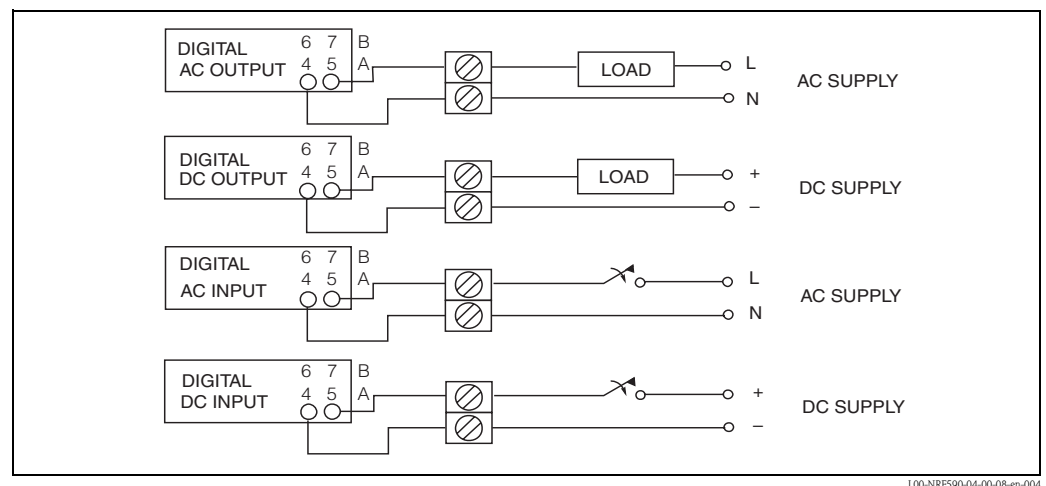 DIGITAL 6 7 B
AC OUTPUT 4 5 A LOAD L
N
AC SUPPLY
DIGITAL 6 7 B
DC OUTPUT 4 5 A LOAD +
–
DC SUPPLY
DIGITAL 6 7 B
AC INPUT 4 5 A L
N
AC SUPPLY
DIGITAL 6 7 B
DC INPUT 4 5 A +
–
DC SUPPLY
100-NRF590-04-00-08-en-004